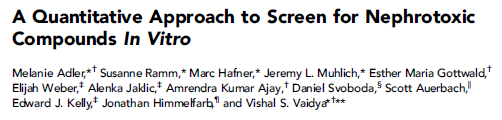 A Quantitative Approach to Screen for Nephrotoxic
Compounds In Vitro
Melanie Adler,*† Susanne Ramm,* Marc Hafner,* Jeremy L. Muhlich,* Esther Maria Gottwald,†
Elijah Weber,‡ Alenka Jaklic,‡ Amrendra Kumar Ajay,† Daniel Svoboda,§ Scott Auerbach,∥
Edward J. Kelly,‡ Jonathan Himmelfarb,¶ and Vishal S. Vaidya*†**